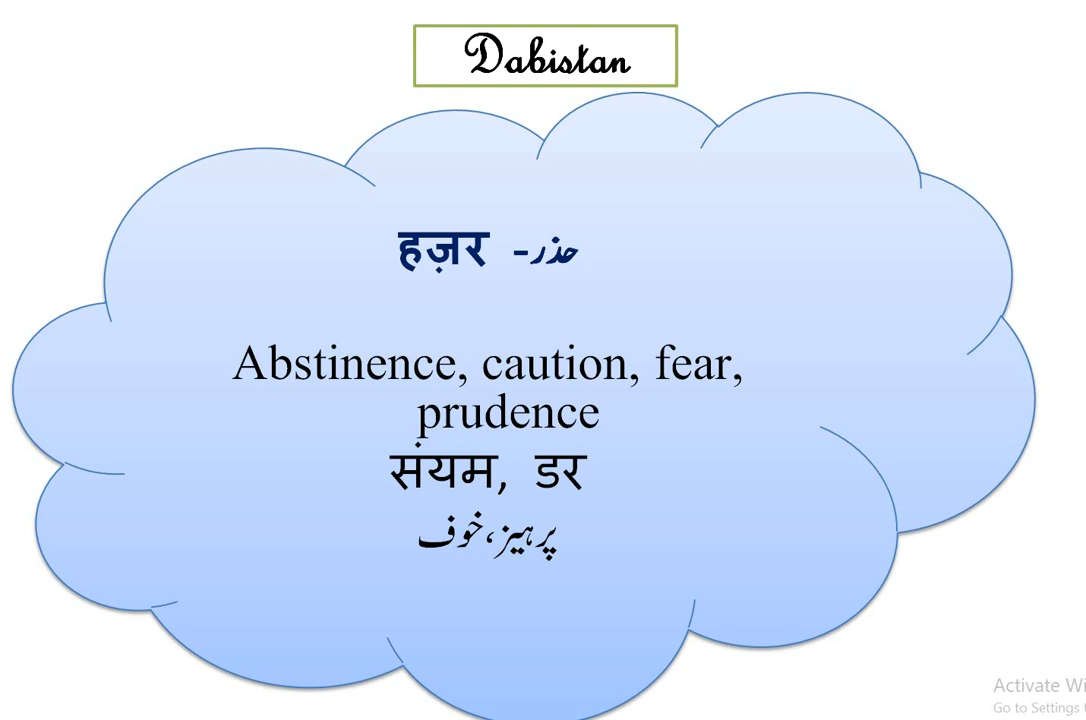 Dabistan
हज़र -حذر
Abstinence, caution, fear,
prudence
संयम, डर
پرہیز،خوف
Activate Wi
Go to Settings